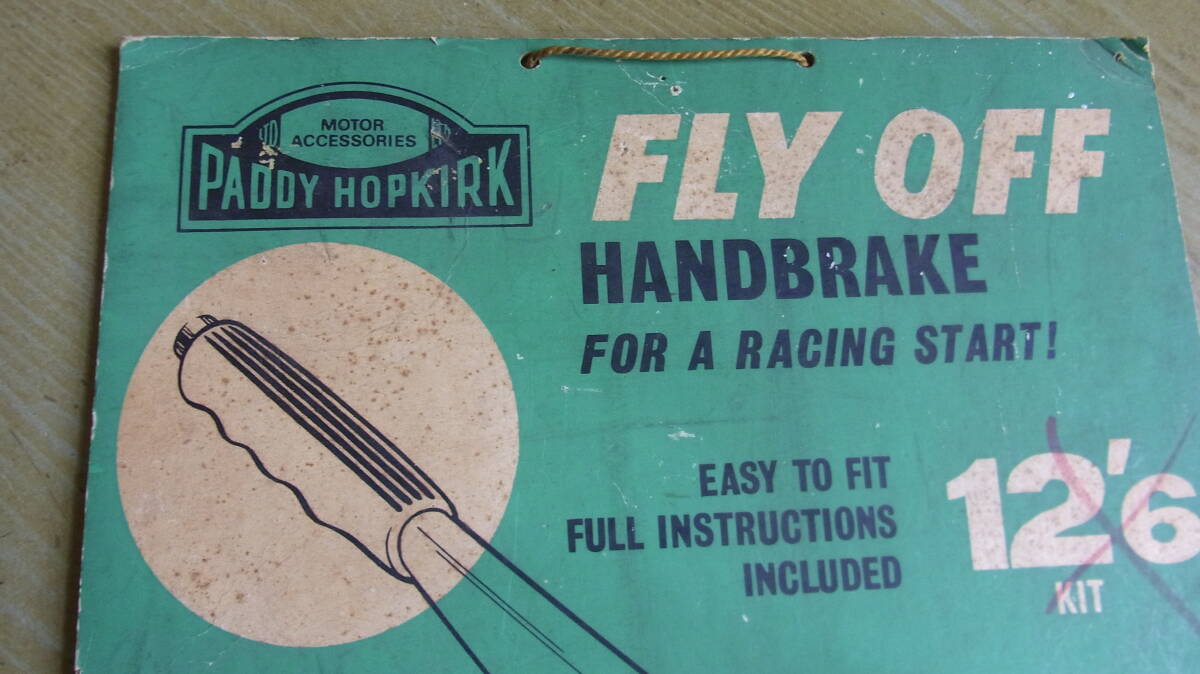 MOTOR
ACCESSORIES
PADDY HOPKIRK
FLY OFF
HANDBRAKE
FOR A RACING START!
EASY TO FIT
FULL INSTRUCTIONS
INCLUDED
12'6
KIT